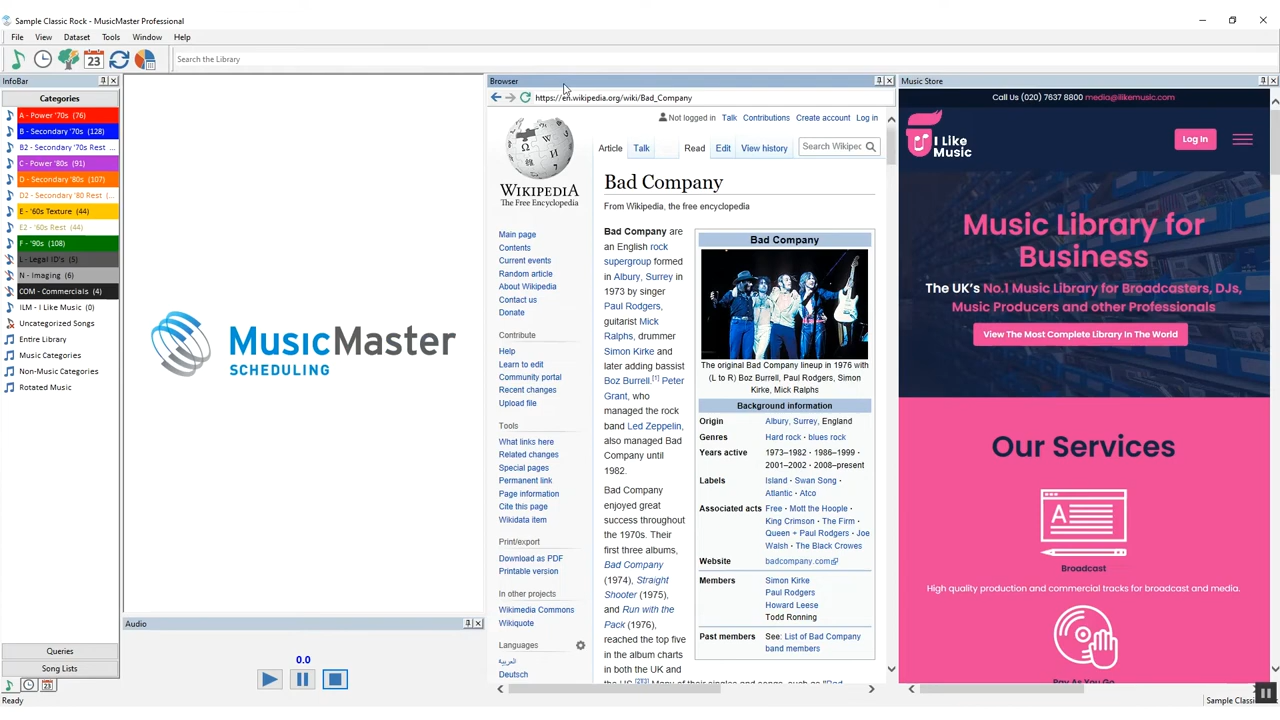 Sample Classic Rock - MusicMaster Professional
File View Dataset Tools Window Help
23 Search the Library
InfoBar
Categories
A - Power '70s (76)
B - Secondary '70s (128)
B2 - Secondary '70s Rest ...
C - Power '80s (91)
D - Secondary '80s (107)
D2 - Secondary '80 Rest (...
E - '60s Texture (44)
E2 - '60s Rest (44)
F - '90s (108)
L - Legal ID's (5)
N - Imaging (6)
COM - Commercials (4)
ILM - I Like Music (0)
Uncategorized Songs
Entire Library
Music Categories
Non-Music Categories
Rotated Music
Queries
Song Lists
23
Ready
MusicMaster
SCHEDULING
Audio
0.0
Browser
https://en.wikipedia.org/wiki/Bad_Company
Not logged in Talk Contributions Create account Log in
Article Talk Read Edit View history Search Wikipec
WIKIPEDIA
The Free Encyclopedia
Main page
Contents
Current events
Random article
About Wikipedia
Contact us
Donate
Contribute
Help
Learn to edit
Community portal
Recent changes
Upload file
Tools
What links here
Related changes
Special pages
Permanent link
Page information
Cite this page
Wikidata item
Print/export
Download as PDF
Printable version
In other projects
Wikimedia Commons
Wikiquote
Languages
العربية
Deutsch
Bad Company
From Wikipedia, the free encyclopedia
Bad Company are
an English rock
supergroup formed
in Albury, Surrey in
1973 by singer
Paul Rodgers,
guitarist Mick
Ralphs, drummer
Simon Kirke and
later adding bassist
Boz Burrell.[1] Peter
Grant, who
managed the rock
band Led Zeppelin,
also managed Bad
Company until
1982.
Bad Company
enjoyed great
success throughout
the 1970s. Their
first three albums,
Bad Company
(1974), Straight
Shooter (1975),
and Run with the
Pack (1976),
reached the top five
in the album charts
in both the UK and
Bad Company
The original Bad Company lineup in 1976 with
(L to R) Boz Burrell, Paul Rodgers, Simon
Kirke, Mick Ralphs
Background information
Origin Albury, Surrey, England
Genres Hard rock · blues rock
Years active 1973–1982 · 1986–1999 ·
2001–2002 · 2008–present
Labels Island · Swan Song ·
Atlantic · Atco
Associated acts Free · Mott the Hoople ·
King Crimson · The Firm ·
Queen + Paul Rodgers · Joe
Walsh · The Black Crowes
Website badcompany.com
Members Simon Kirke
Paul Rodgers
Howard Leese
Todd Ronning
Past members See: List of Bad Company
band members
Music Store
Call Us (020) 7637 8800 media@ilikemusic.com
I Like
Music
Log In
Music Library for
Business
The UK's No.1 Music Library for Broadcasters, DJs,
Music Producers and other Professionals
View The Most Complete Library In The World
Our Services
A
Broadcast
High quality production and commercial tracks for broadcast and media.
Pay As You Go
Sample Classi